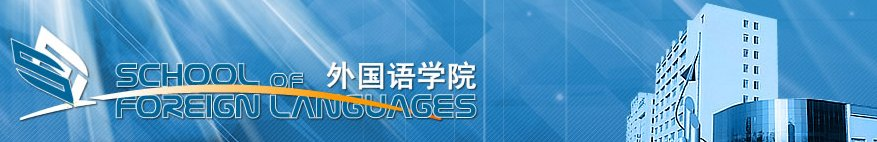 SCHOOL OF 外国语学院
FOREIGN LANGUAGES